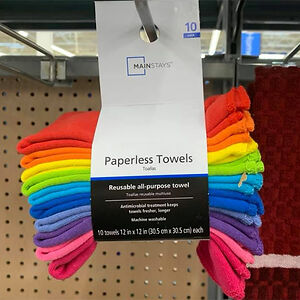 10
MAINSTAYS
Paperless Towels
Toallas
Reusable all-purpose towel
Toallas reusable multiuso
Antimicrobial treatment keeps
towels fresher, longer
Machine washable
10 towels 12 in x 12 in (30.5 cm x 30.5 cm) each